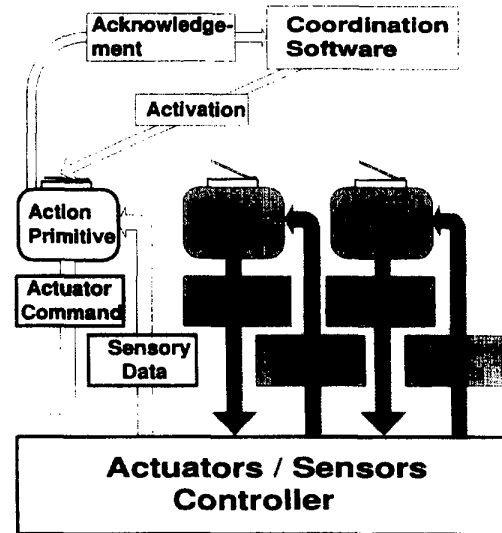 Acknowledge-
ment
Coordination
Software
Activation
Action
Primitive
Actuator
Command
Sensory
Data
Actuators / Sensors
Controller